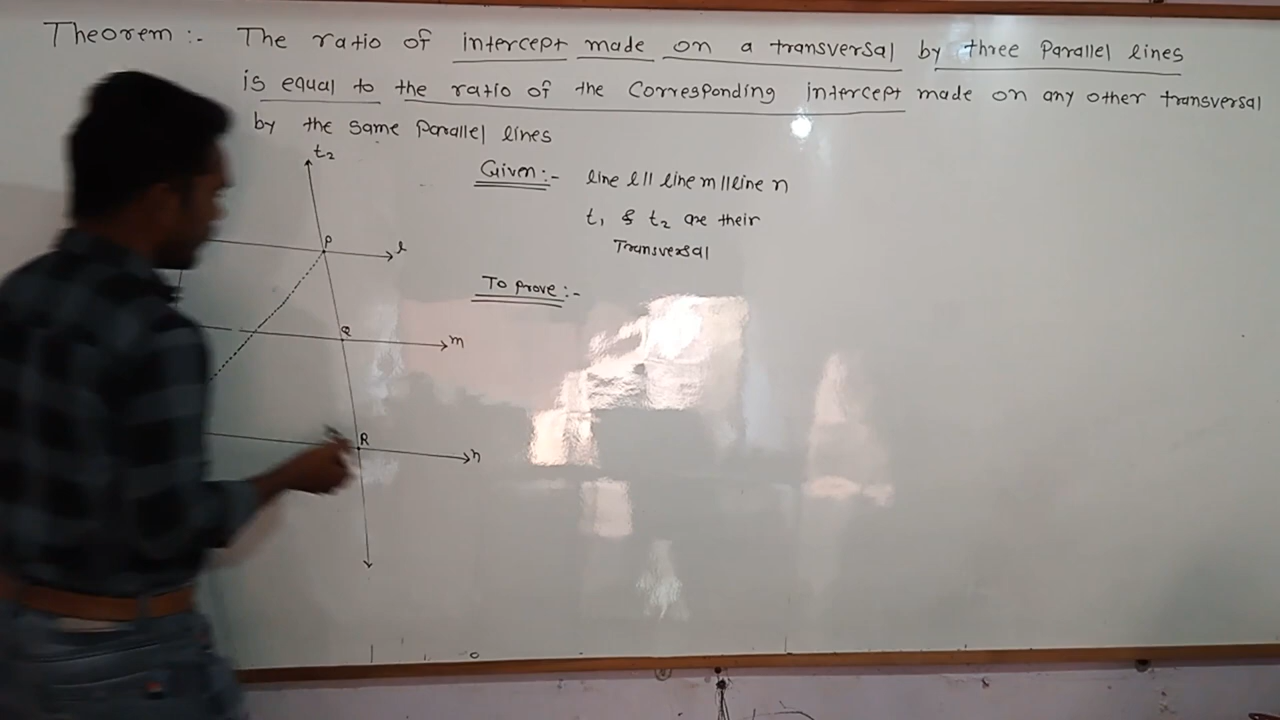 Theorem :- The ratio of intercept made on a transversal by three Parallel lines
is equal to the ratio of the Corresponding intercept made on any other transversal
by the same Parallel lines
t₂
Given :- line l || line m || line n
t₁ & t₂ are their
Transversal
P
l
To prove :-
Q
m
R
n